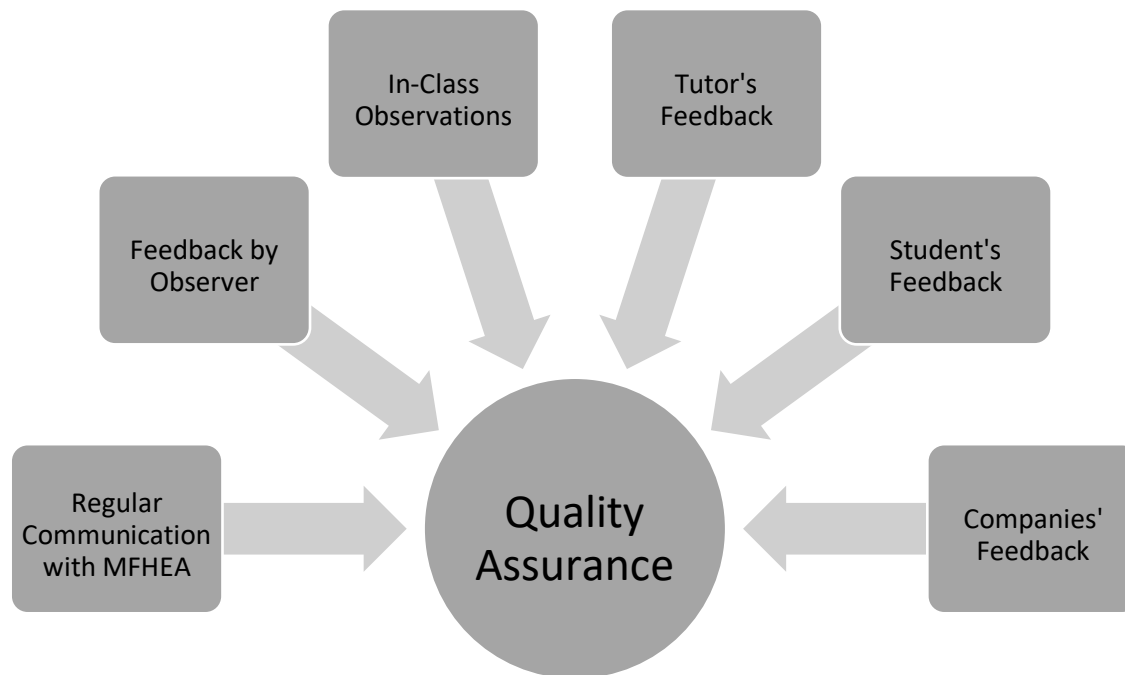 In-Class
Observations
Tutor's
Feedback
Feedback by
Observer
Student's
Feedback
Regular
Communication
with MFHEA
Quality
Assurance
Companies'
Feedback